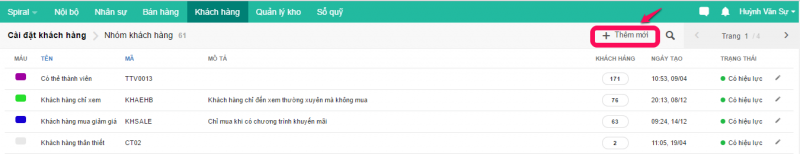 Spiral Nội bộ Nhân sự Bán hàng Khách hàng Quản lý kho Sổ quỹ Huỳnh Văn Sự
Cài đặt khách hàng Nhóm khách hàng 61 + Thêm mới Trang 1 / 4
MÀU TÊN MÃ MÔ TẢ KHÁCH HÀNG NGÀY TẠO TRẠNG THÁI
Có thể thành viên TTV0013 171 10:53, 09/04 Có hiệu lực
Khách hàng chỉ xem KHAEHB Khách hàng chỉ đến xem thường xuyên mà không mua 76 20:13, 08/12 Có hiệu lực
Khách hàng mua giảm giá KHSALE Chỉ mua khi có chương trình khuyến mãi 63 09:24, 14/12 Có hiệu lực
Khách hàng thân thiết CT02 2 11:05, 19/04 Có hiệu lực